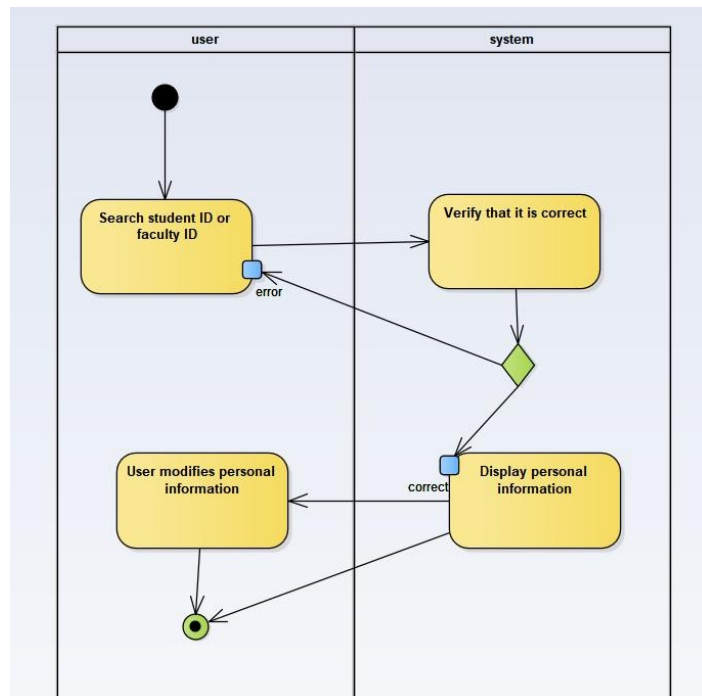 user
system
Search student ID or
faculty ID
Verify that it is correct
error
User modifies personal
information
correct
Display personal
information